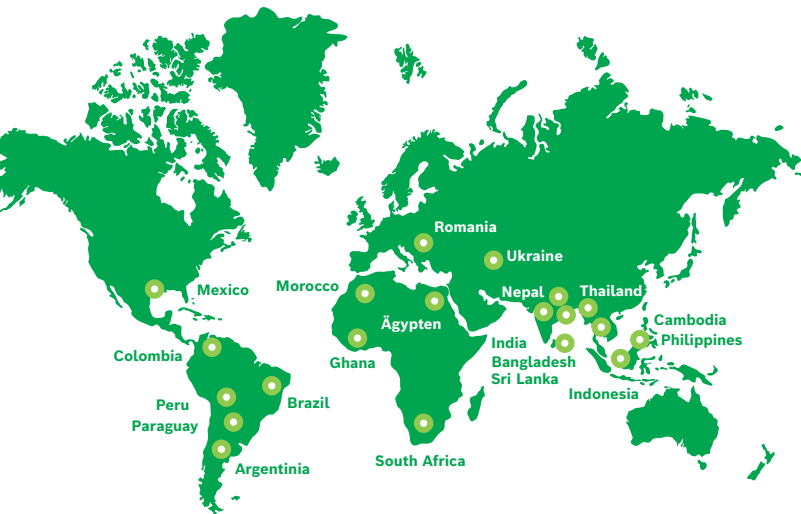 Romania
Ukraine
Mexico
Morocco
Nepal
Thailand
Ägypten
Cambodia
Philippines
Colombia
Ghana
India
Bangladesh
Sri Lanka
Indonesia
Peru
Brazil
Paraguay
South Africa
Argentinia